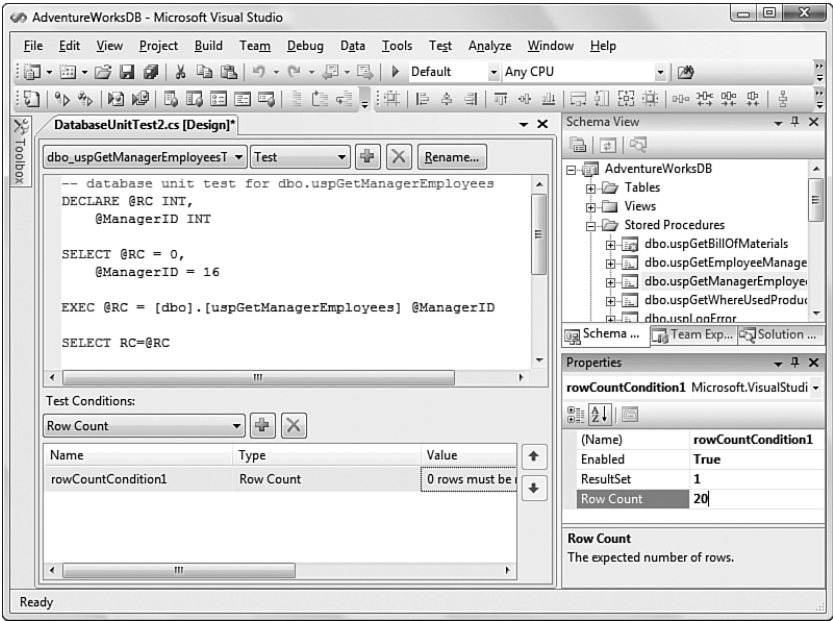 AdventureWorksDB - Microsoft Visual Studio
File Edit View Project Build Team Debug Data Tools Test Analyze Window Help
Default Any CPU
Toolbox
DatabaseUnitTest2.cs [Design]*
dbo_uspGetManagerEmployeesT Test Rename...
-- database unit test for dbo.uspGetManagerEmployees
DECLARE @RC INT,
@ManagerID INT
SELECT @RC = 0,
@ManagerID = 16
EXEC @RC = [dbo].[uspGetManagerEmployees] @ManagerID
SELECT RC=@RC
Test Conditions:
Row Count
Name Type Value
rowCountCondition1 Row Count 0 rows must be r
Schema View
AdventureWorksDB
Tables
Views
Stored Procedures
dbo.uspGetBillOfMaterials
dbo.uspGetEmployeeManage
dbo.uspGetManagerEmployee
dbo.uspGetWhereUsedProduc
dbo.uspLogError
Schema ... Team Exp... Solution ...
Properties
rowCountCondition1 Microsoft.VisualStudi
(Name) rowCountCondition1
Enabled True
ResultSet 1
Row Count 20
Row Count
The expected number of rows.
Ready